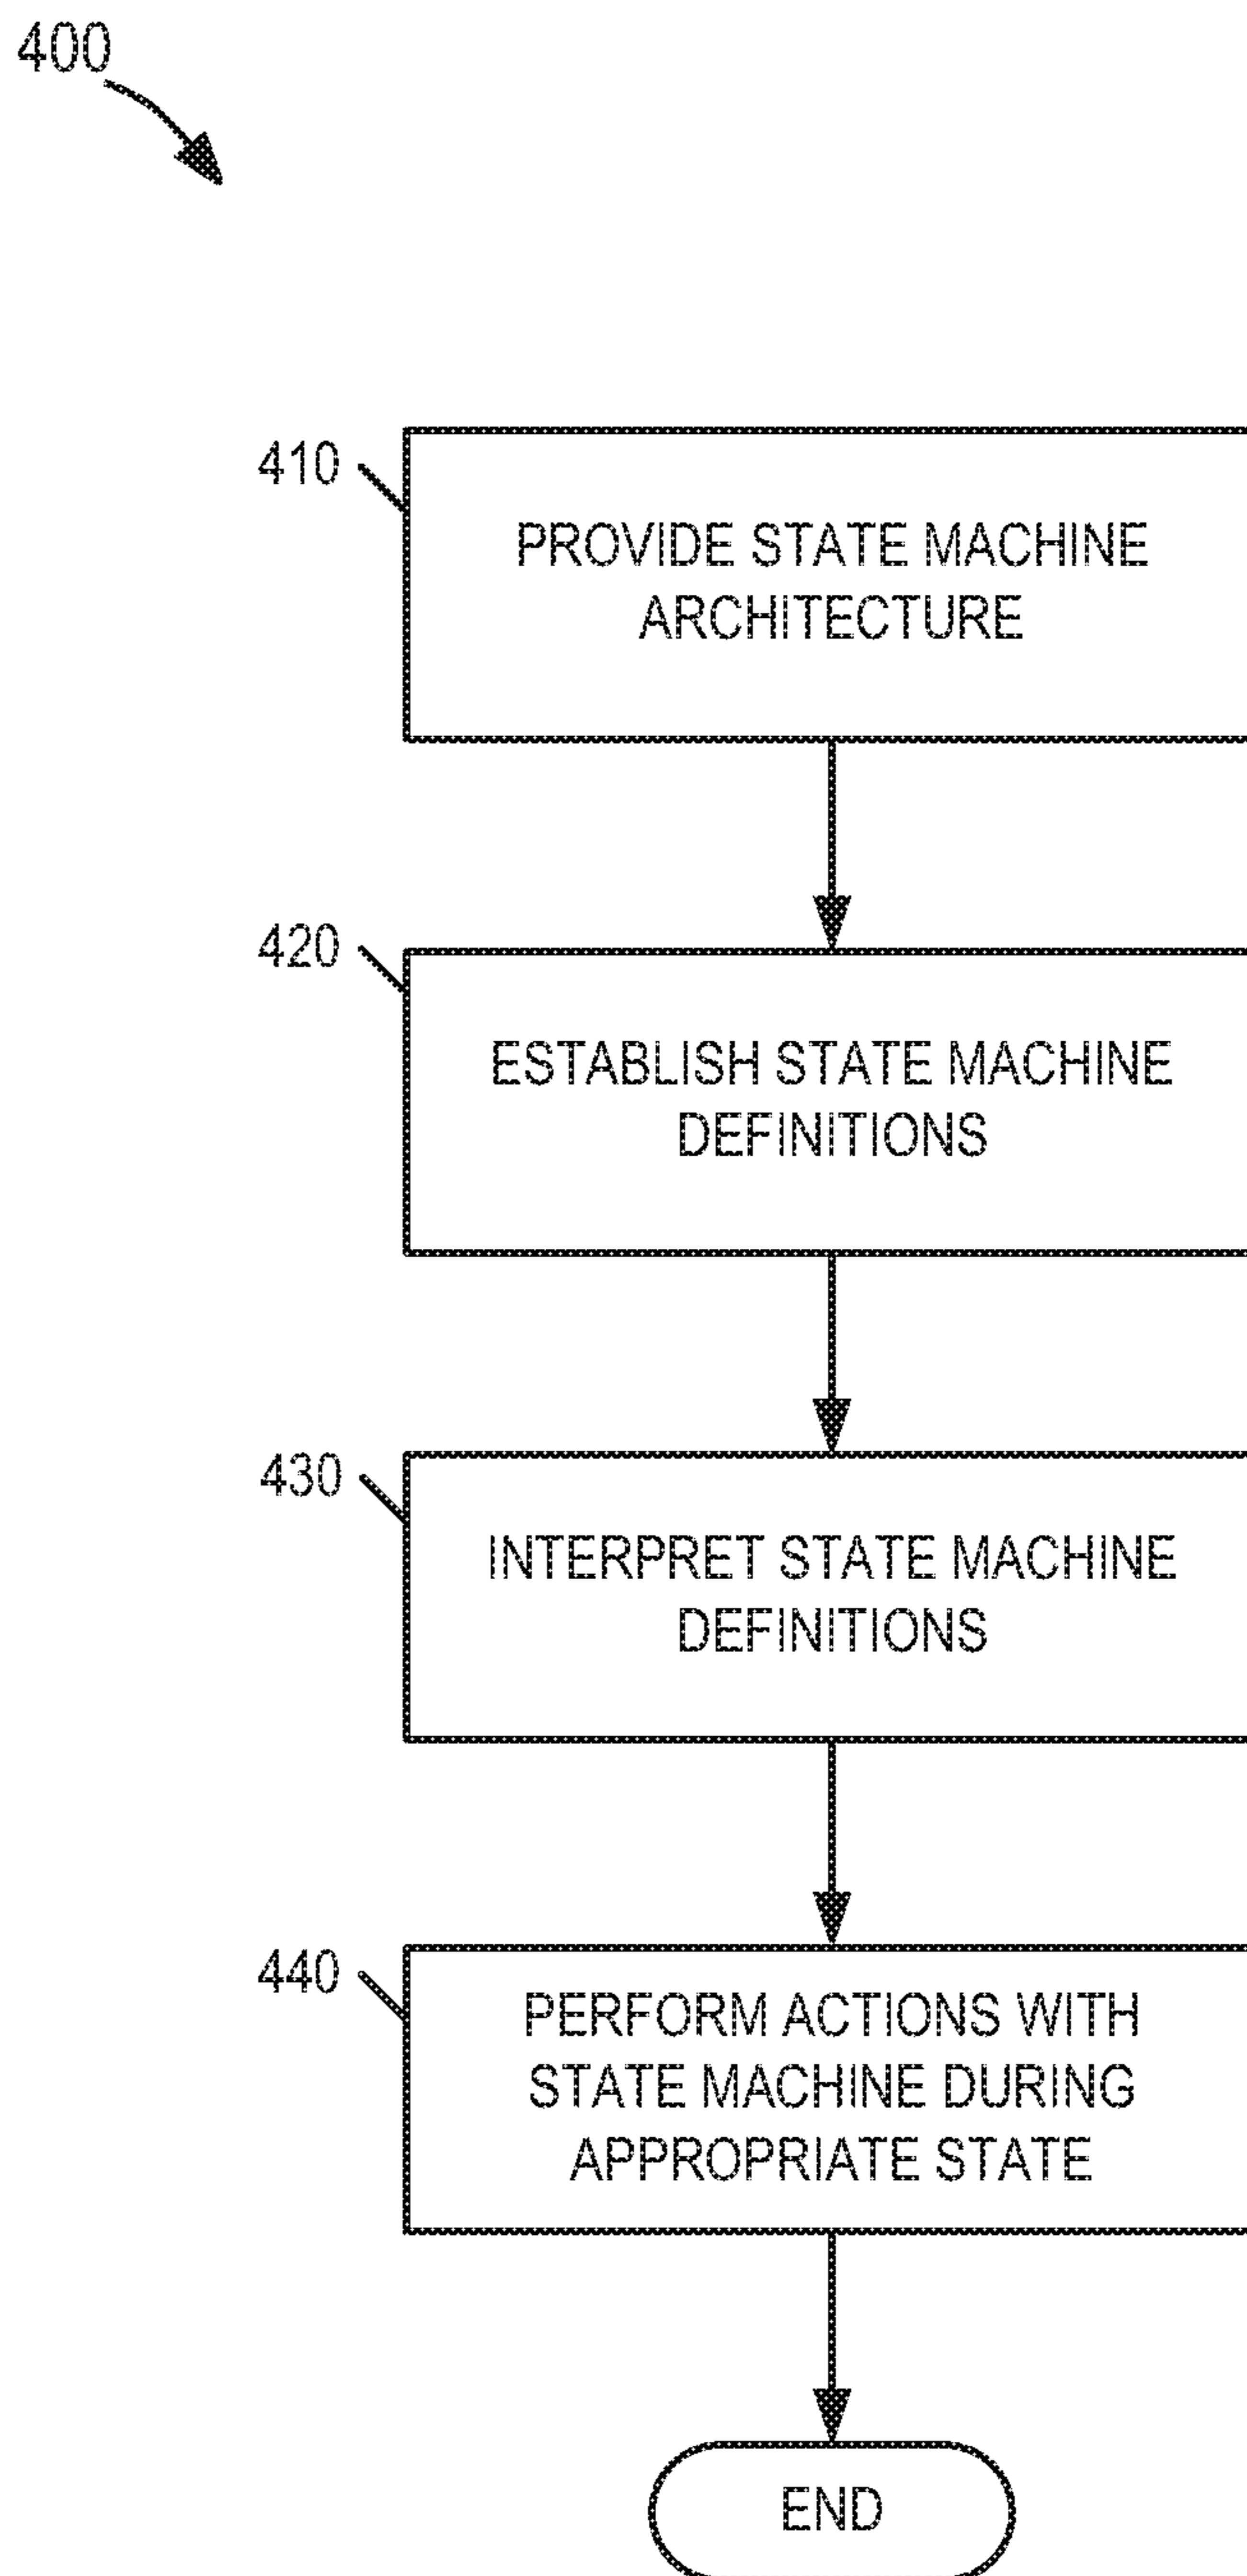 400
410
PROVIDE STATE MACHINE
ARCHITECTURE
420
ESTABLISH STATE MACHINE
DEFINITIONS
430
INTERPRET STATE MACHINE
DEFINITIONS
440
PERFORM ACTIONS WITH
STATE MACHINE DURING
APPROPRIATE STATE
END